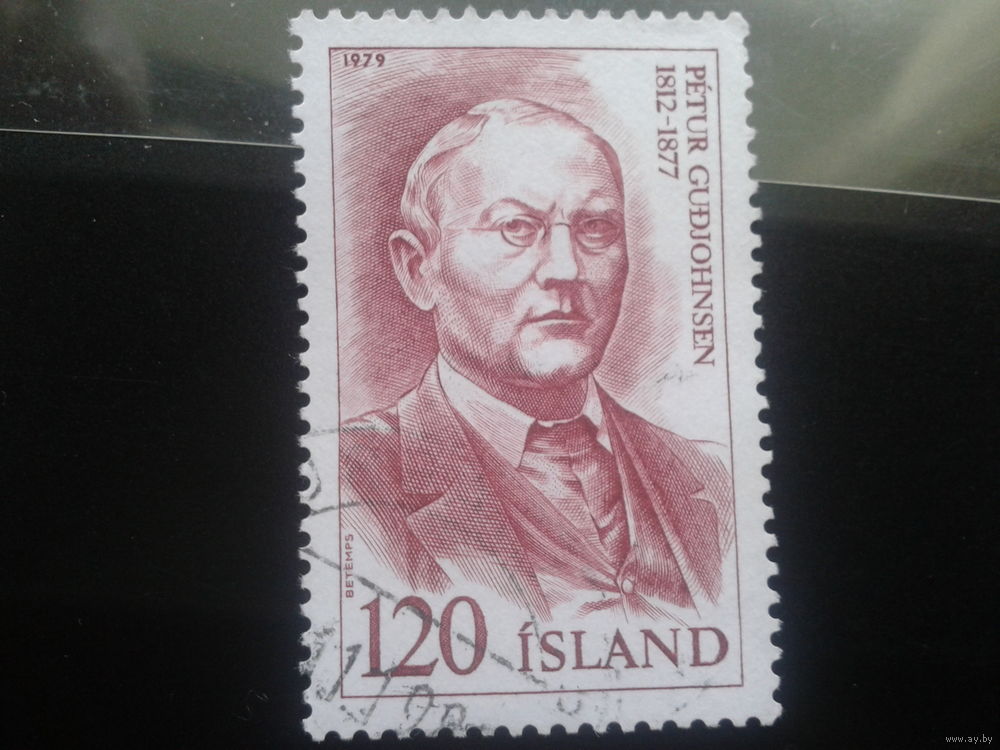 1979
PÉTUR GUÐJOHNSEN
1812-1877
BETEMPS
120 ÍSLAND
www.ay.by